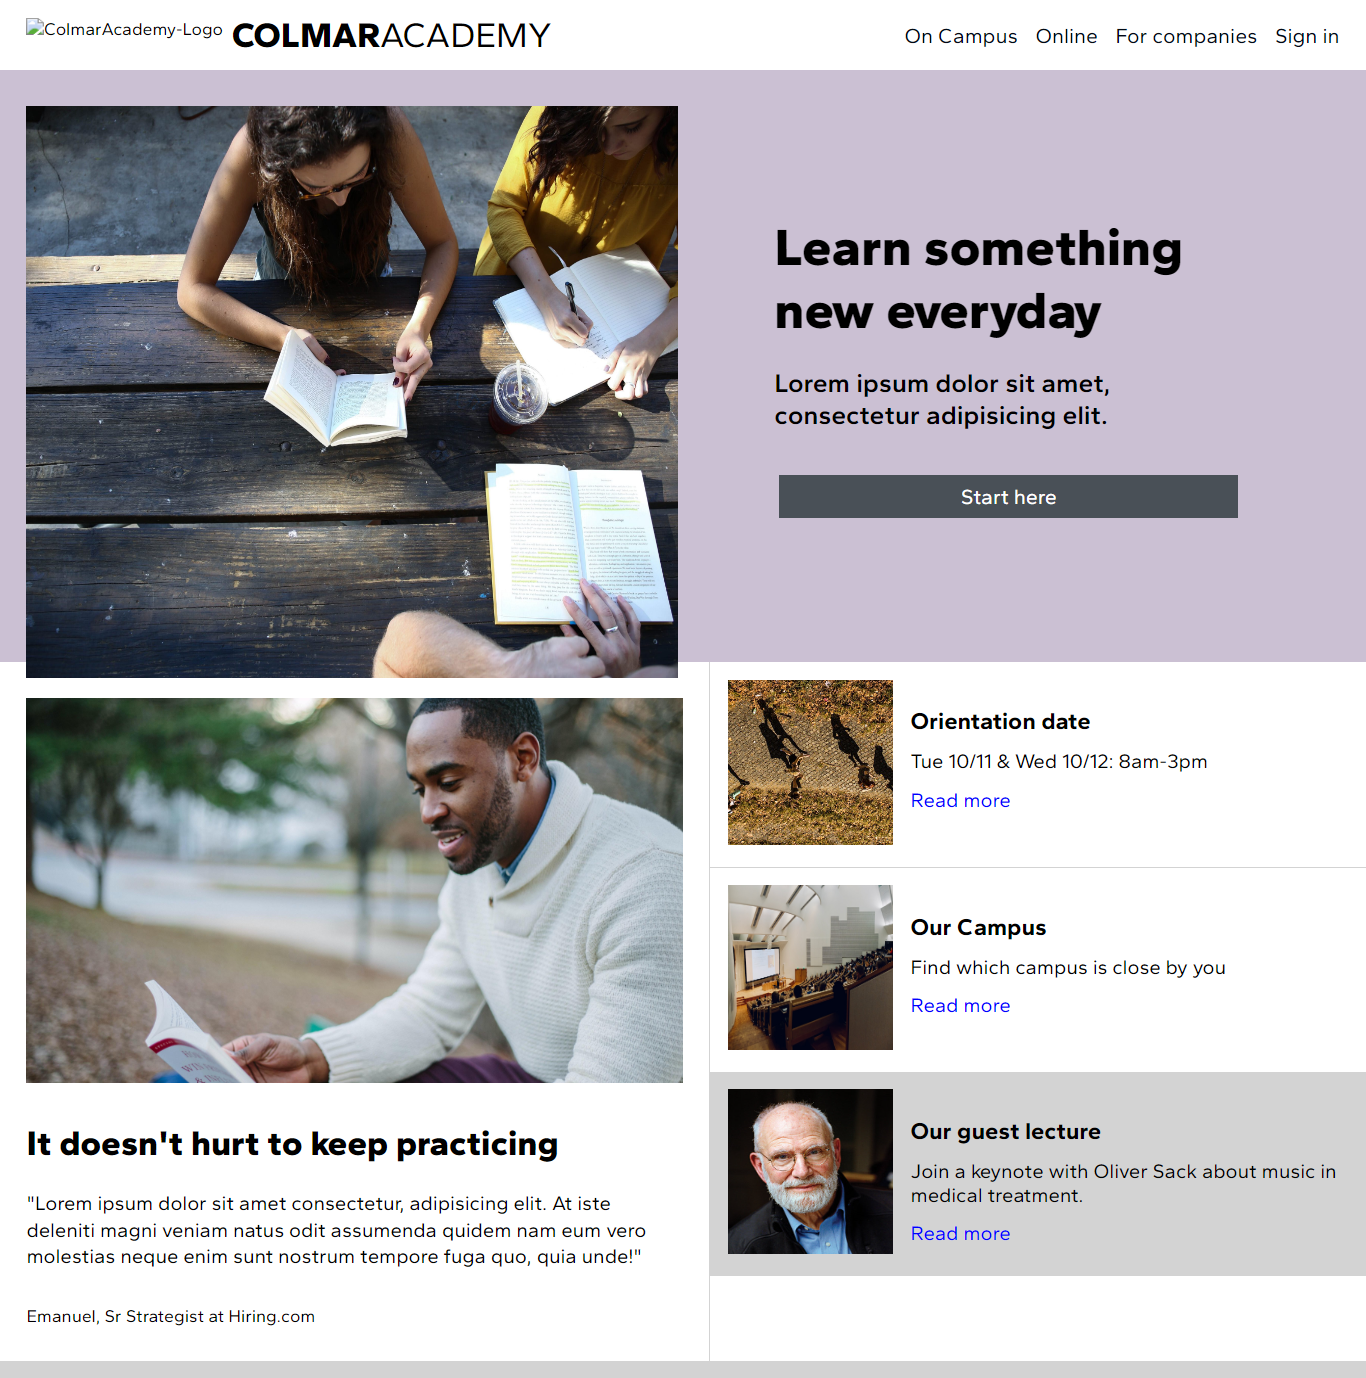 ColmarAcademy-Logo COLMARACADEMY
On Campus Online For companies Sign in
Learn something
new everyday
Lorem ipsum dolor sit amet,
consectetur adipisicing elit.
Start here
It doesn't hurt to keep practicing
"Lorem ipsum dolor sit amet consectetur, adipisicing elit. At iste
deleniti magni veniam natus odit assumenda quidem nam eum vero
molestias neque enim sunt nostrum tempore fuga quo, quia unde!"
Emanuel, Sr Strategist at Hiring.com
Orientation date
Tue 10/11 & Wed 10/12: 8am-3pm
Read more
Our Campus
Find which campus is close by you
Read more
Our guest lecture
Join a keynote with Oliver Sack about music in
medical treatment.
Read more